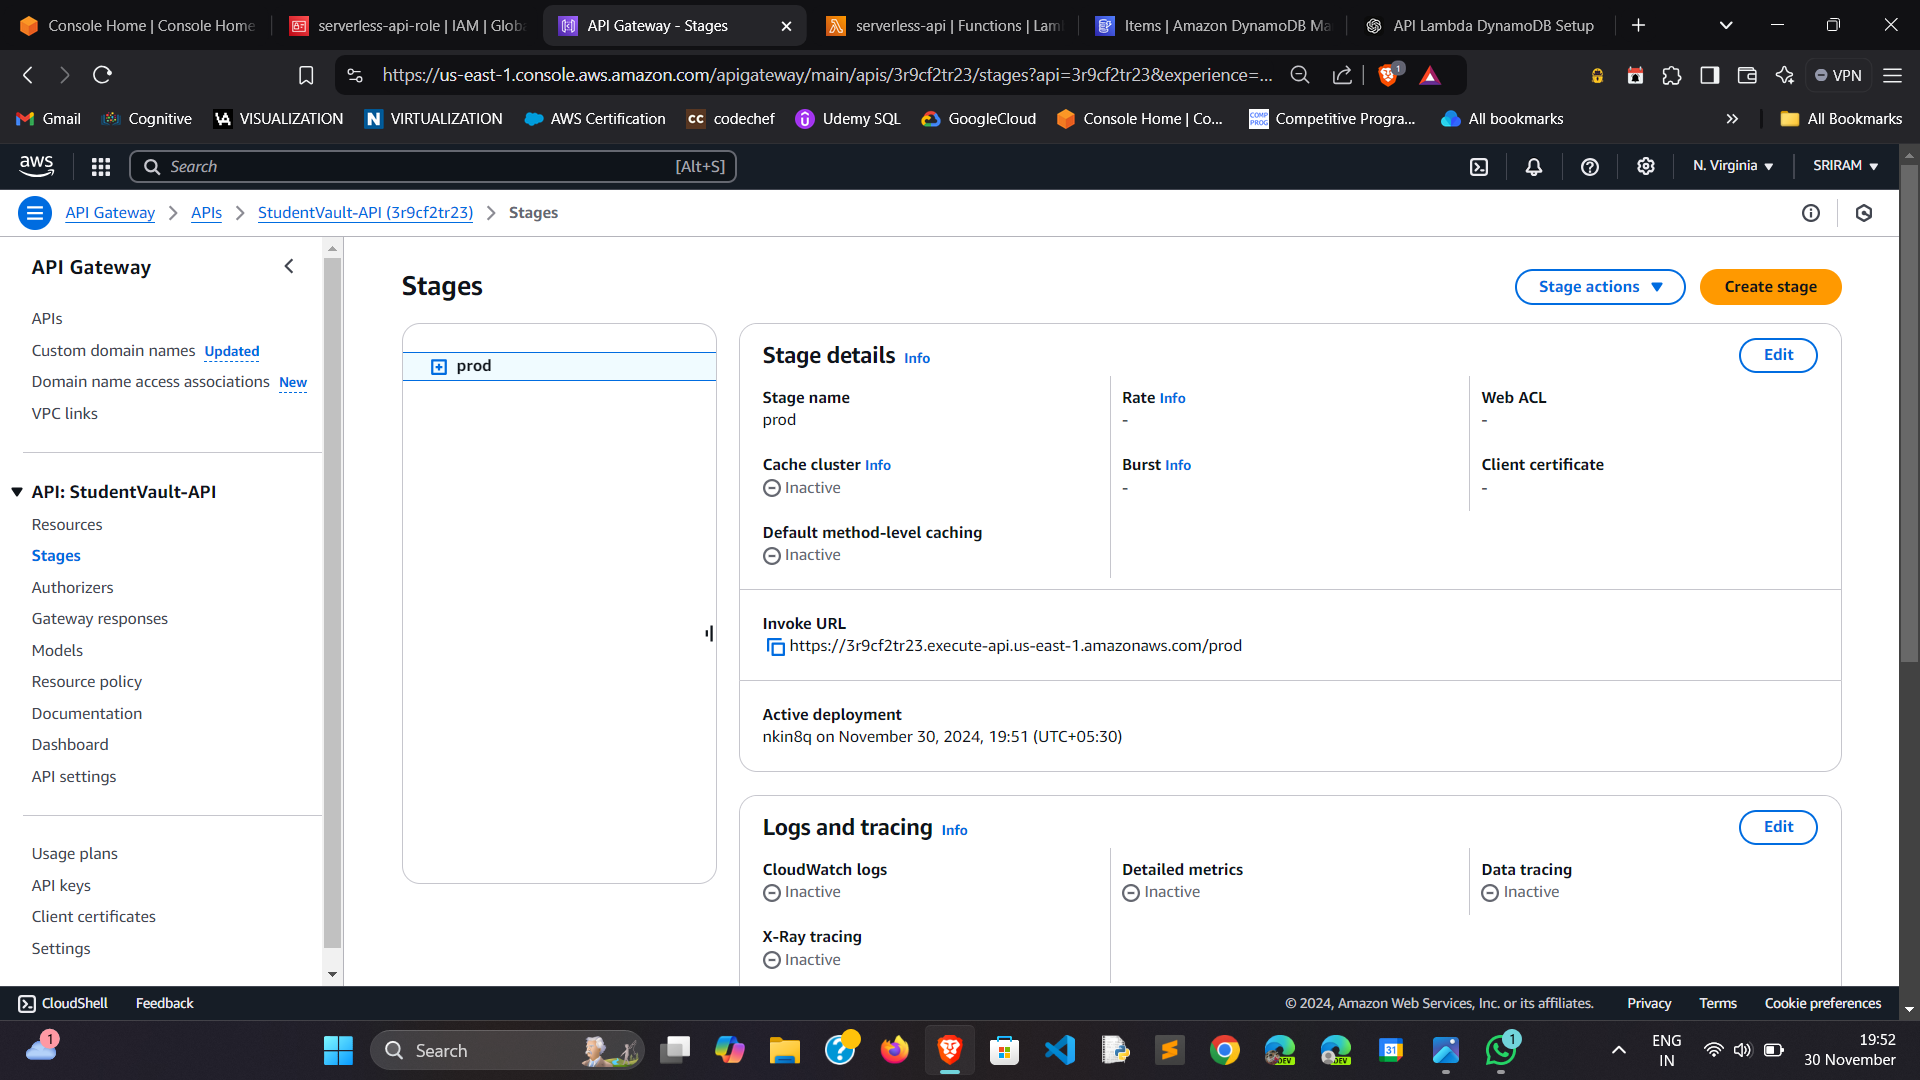 Console Home | Console Home
serverless-api-role | IAM | Globa
API Gateway - Stages
serverless-api | Functions | Lam
Items | Amazon DynamoDB Ma
API Lambda DynamoDB Setup
https://us-east-1.console.aws.amazon.com/apigateway/main/apis/3r9cf2tr23/stages?api=3r9cf2tr23&experience=...
1
VPN
Gmail
Cognitive
VISUALIZATION
VIRTUALIZATION
AWS Certification
codechef
Udemy SQL
GoogleCloud
Console Home | Co...
Competitive Progra...
All bookmarks
All Bookmarks
aws
Search
[Alt+S]
N. Virginia
SRIRAM
API Gateway
APIs
StudentVault-API (3r9cf2tr23)
Stages
API Gateway
APIs
Custom domain names Updated
Domain name access associations New
VPC links
API: StudentVault-API
Resources
Stages
Authorizers
Gateway responses
Models
Resource policy
Documentation
Dashboard
API settings
Usage plans
API keys
Client certificates
Settings
Stages
Stage actions
Create stage
prod
Stage details Info
Edit
Stage name
prod
Rate Info
-
Web ACL
-
Cache cluster Info
Inactive
Burst Info
-
Client certificate
-
Default method-level caching
Inactive
Invoke URL
https://3r9cf2tr23.execute-api.us-east-1.amazonaws.com/prod
Active deployment
nkin8q on November 30, 2024, 19:51 (UTC+05:30)
Logs and tracing Info
Edit
CloudWatch logs
Inactive
Detailed metrics
Inactive
Data tracing
Inactive
X-Ray tracing
Inactive
CloudShell
Feedback
© 2024, Amazon Web Services, Inc. or its affiliates.
Privacy
Terms
Cookie preferences
1
Search
DEV
DEV
31
1
ENG
IN
19:52
30 November